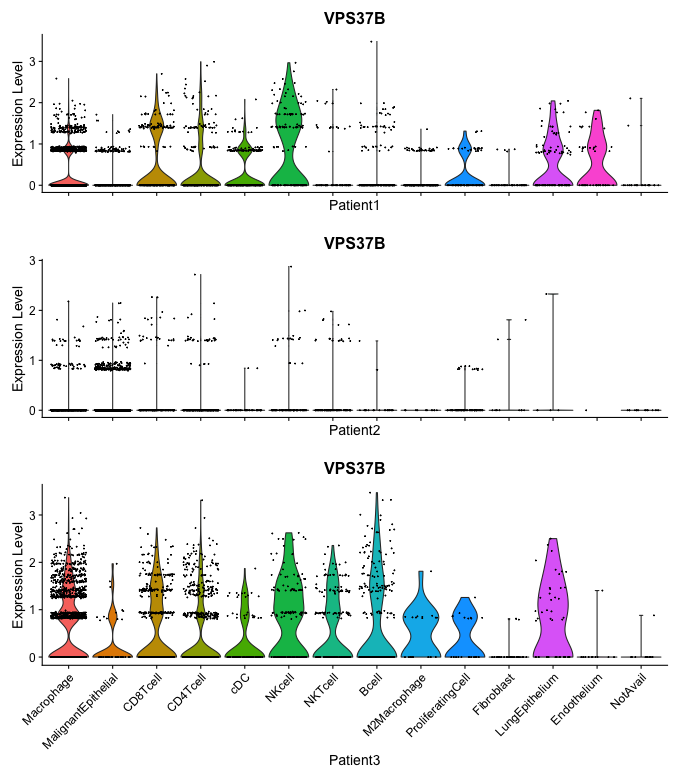 VPS37B
Expression Level
3
2
1
0
Patient1
VPS37B
Expression Level
3
2
1
0
Patient2
VPS37B
Expression Level
3
2
1
0
Macrophage
MalignantEpithelial
CD8Tcell
CD4Tcell
cDC
NKcell
NKTcell
Bcell
M2Macrophage
ProliferatingCell
Fibroblast
LungEpithelium
Endothelium
NotAvail
Patient3